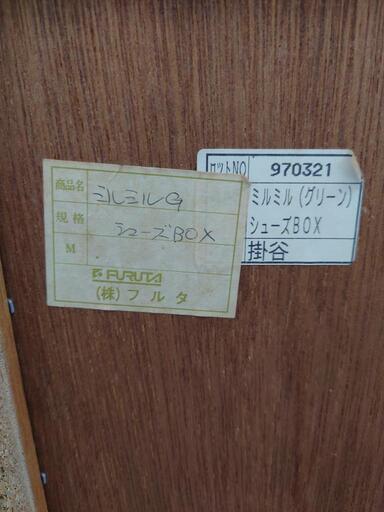 商品名 ミルミルG
規格 シューズBOX
M
FURUTA
(株)フルタ
ロットNO 970321
ミルミル(グリーン)
シューズBOX
掛谷